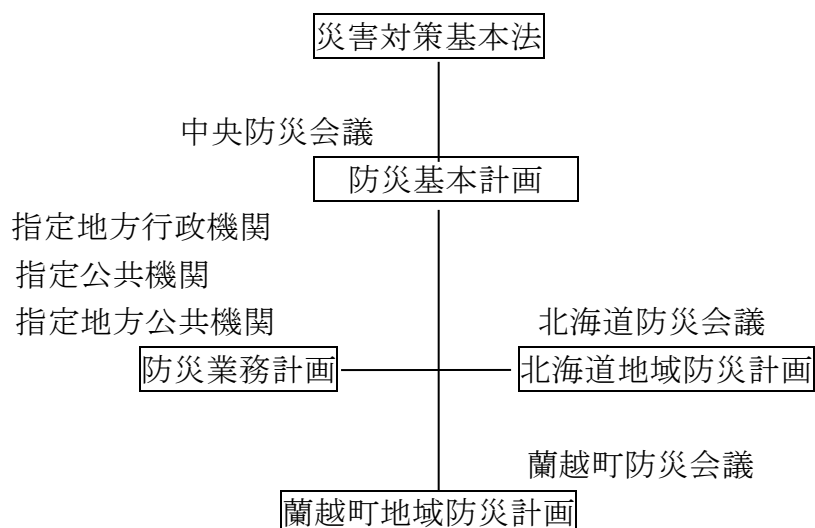 災害対策基本法
中央防災会議
防災基本計画
指定地方行政機関
指定公共機関
指定地方公共機関
北海道防災会議
防災業務計画
北海道地域防災計画
蘭越町防災会議
蘭越町地域防災計画